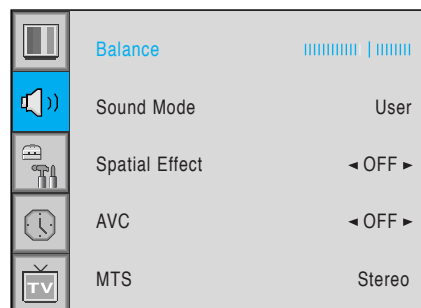 Balance
Sound Mode User
Spatial Effect ◄ OFF ►
AVC ◄ OFF ►
MTS Stereo
TV